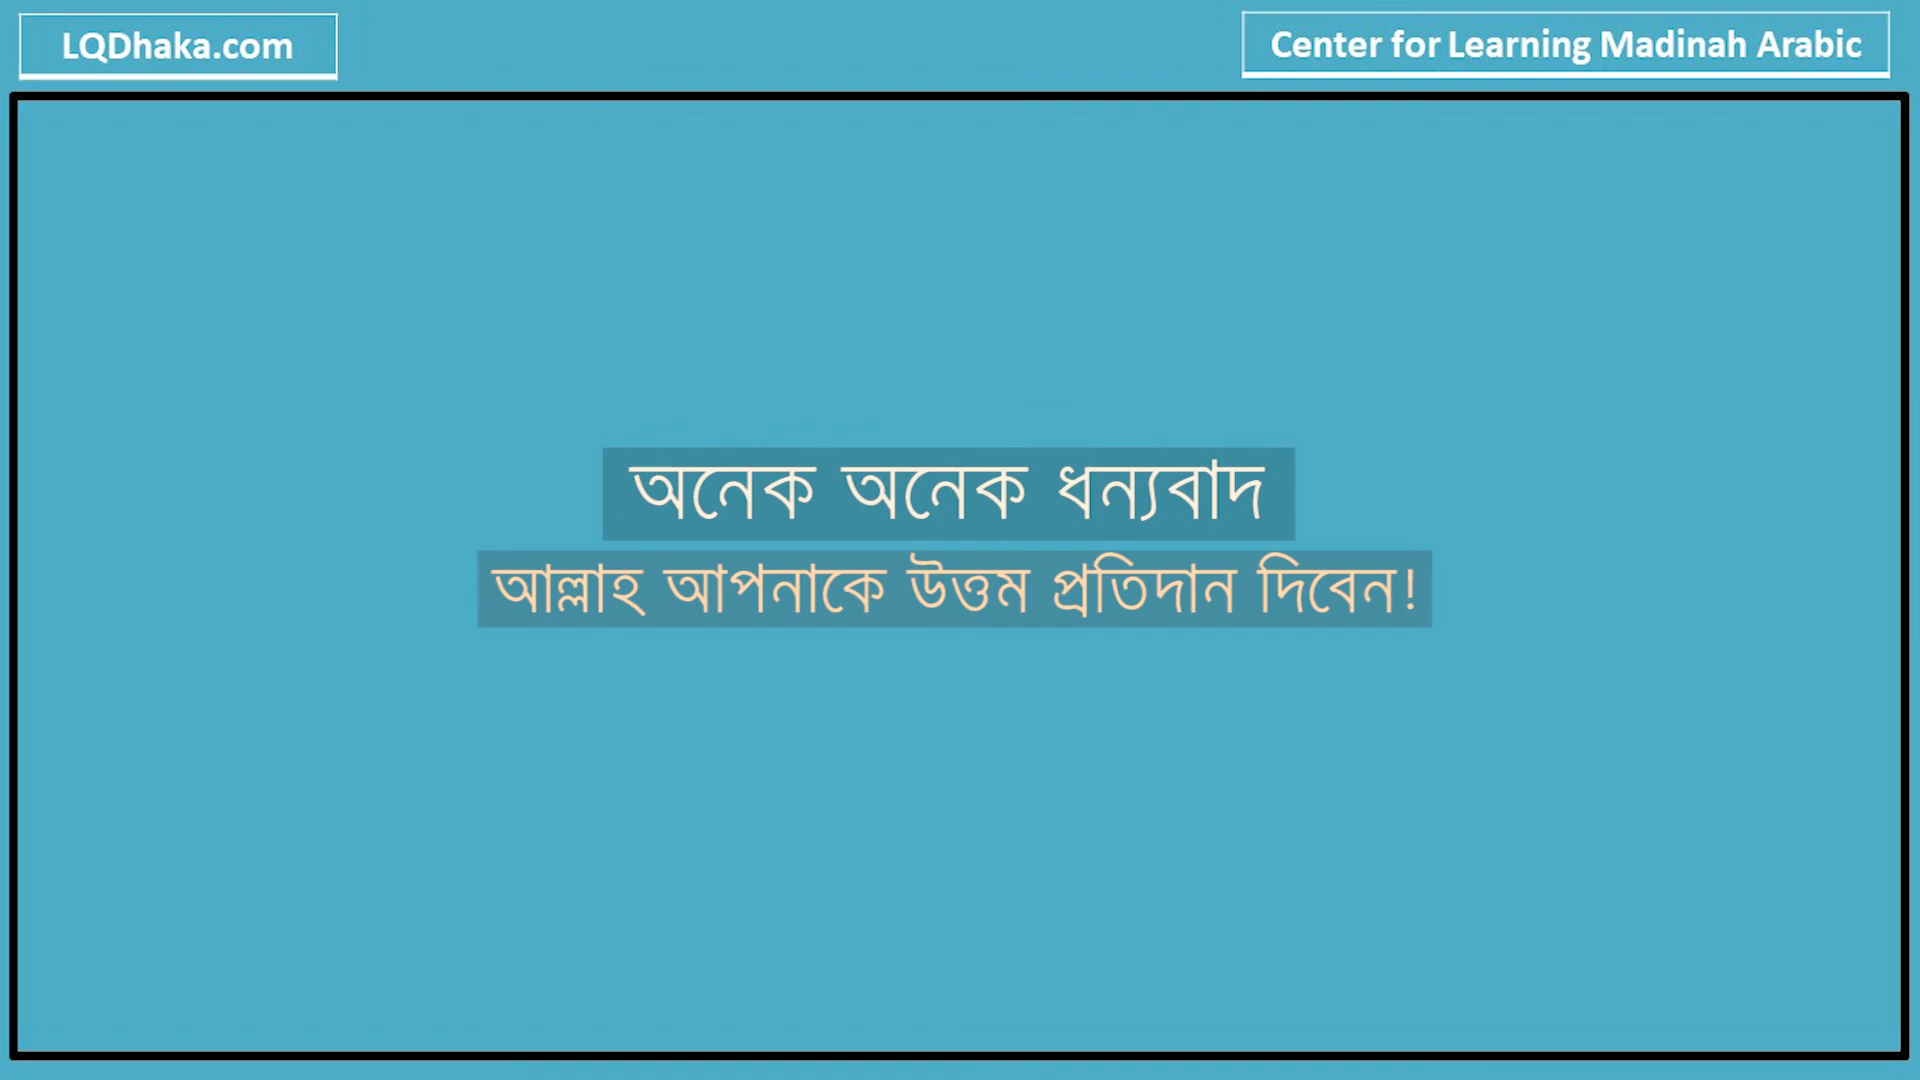 LQDhaka.com
Center for Learning Madinah Arabic
অনেক অনেক ধন্যবাদ
আল্লাহ আপনাকে উত্তম প্রতিদান দিবেন!